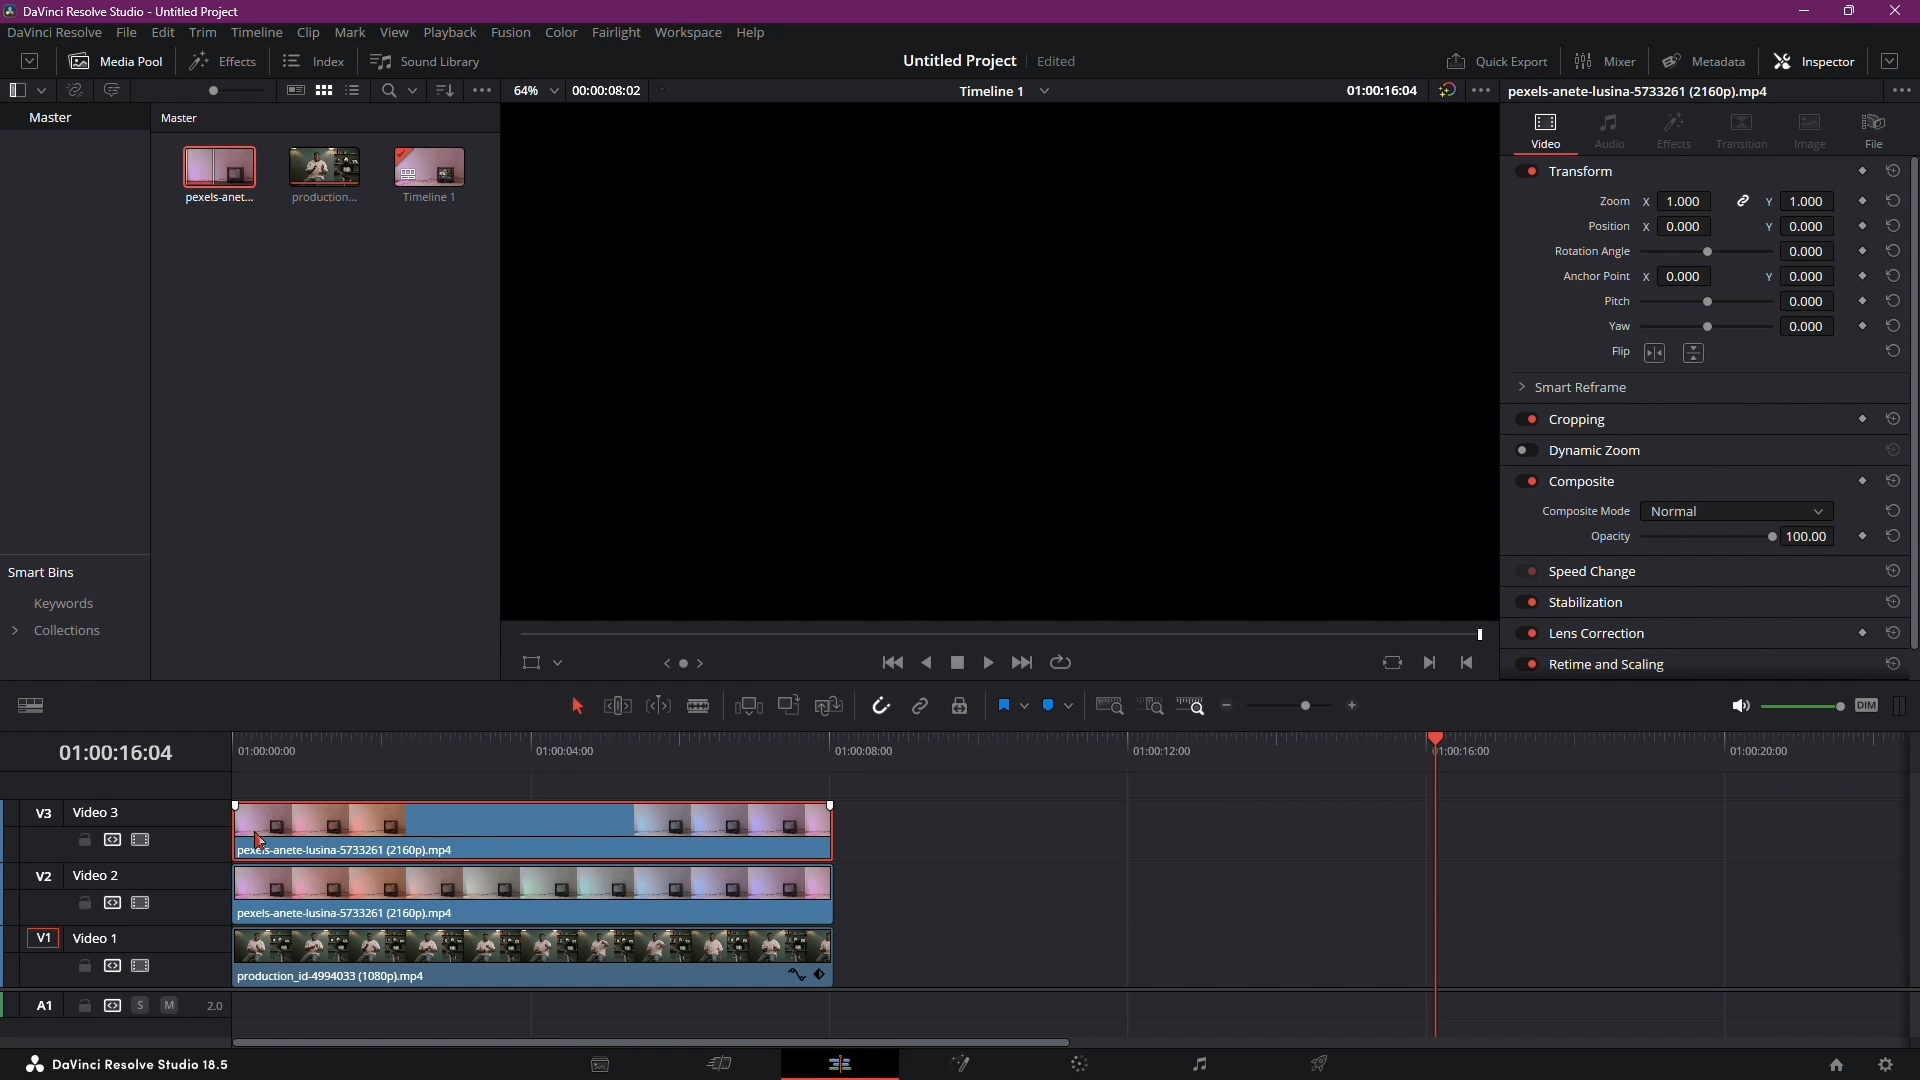 DaVinci Resolve Studio - Untitled Project
DaVinci Resolve File Edit Trim Timeline Clip Mark View Playback Fusion Color Fairlight Workspace Help
Media Pool Effects Index Sound Library Untitled Project Edited Quick Export Mixer Metadata Inspector
64% 00:00:08:02 Timeline 1 01:00:16:04 pexels-anete-lusina-5733261 (2160p).mp4
Master Master
Video Audio Effects Transition Image File
pexels-anet... production... Timeline 1
Transform
Zoom X 1.000 Y 1.000
Position X 0.000 Y 0.000
Rotation Angle 0.000
Anchor Point X 0.000 Y 0.000
Pitch 0.000
Yaw 0.000
Flip
Smart Reframe
Cropping
Dynamic Zoom
Composite
Composite Mode Normal
Opacity 100.00
Speed Change
Stabilization
Lens Correction
Retime and Scaling
Smart Bins
Keywords
Collections
DIM
01:00:16:04 01:00:00:00 01:00:04:00 01:00:08:00 01:00:12:00 01:00:16:00 01:00:20:00
V3 Video 3
pexels-anete-lusina-5733261 (2160p).mp4
V2 Video 2
pexels-anete-lusina-5733261 (2160p).mp4
V1 Video 1
production_id-4994033 (1080p).mp4
A1 S M 2.0
DaVinci Resolve Studio 18.5